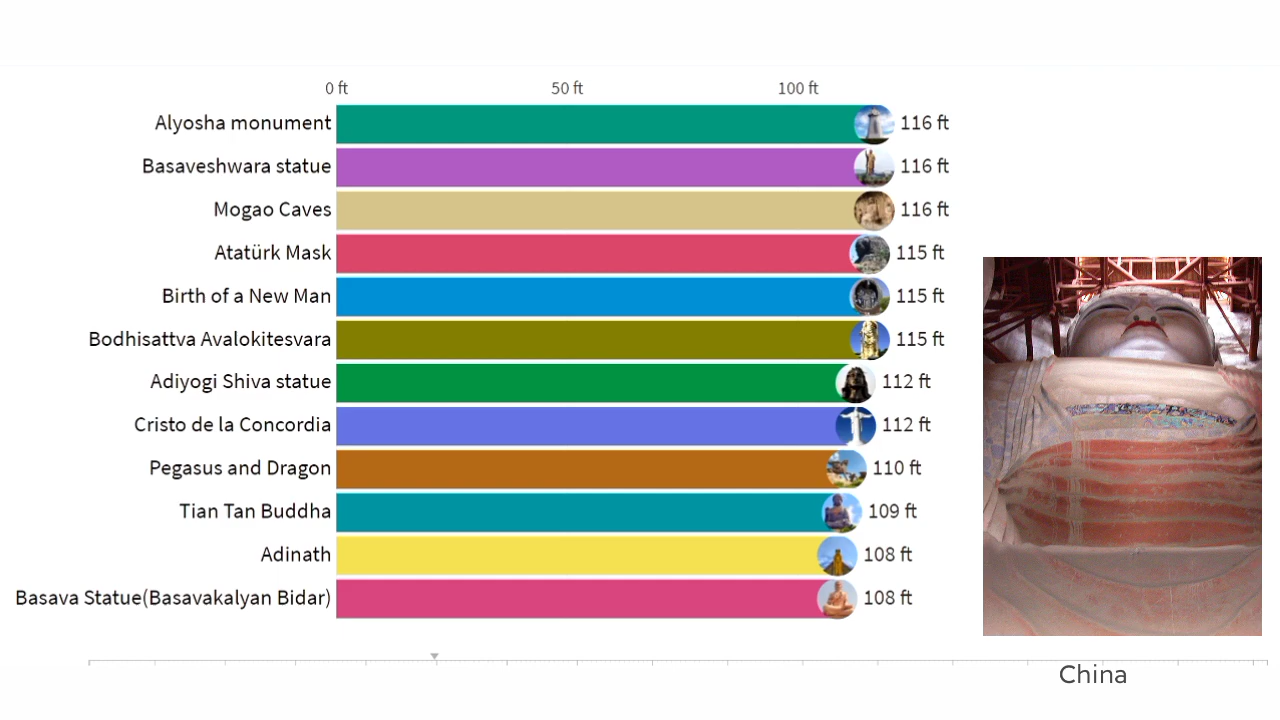 0 ft 50 ft 100 ft
Alyosha monument 116 ft
Basaveshwara statue 116 ft
Mogao Caves 116 ft
Atatürk Mask 115 ft
Birth of a New Man 115 ft
Bodhisattva Avalokitesvara 115 ft
Adiyogi Shiva statue 112 ft
Cristo de la Concordia 112 ft
Pegasus and Dragon 110 ft
Tian Tan Buddha 109 ft
Adinath 108 ft
Basava Statue(Basavakalyan Bidar) 108 ft
China